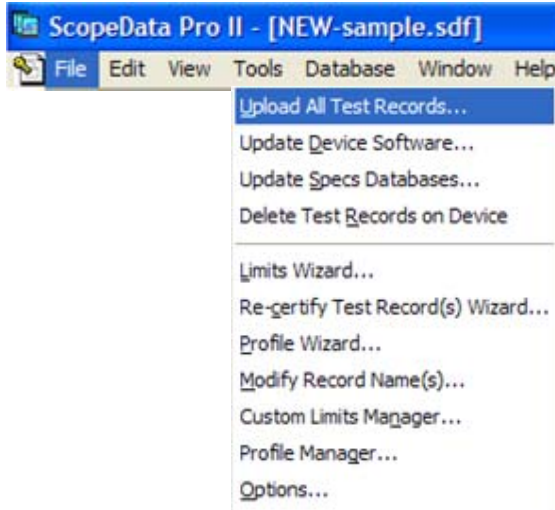 ScopeData Pro II - [NEW-sample.sdf]
File Edit View Tools Database Window Help
Upload All Test Records...
Update Device Software...
Update Specs Databases...
Delete Test Records on Device
Limits Wizard...
Re-certify Test Record(s) Wizard...
Profile Wizard...
Modify Record Name(s)...
Custom Limits Manager...
Profile Manager...
Options...